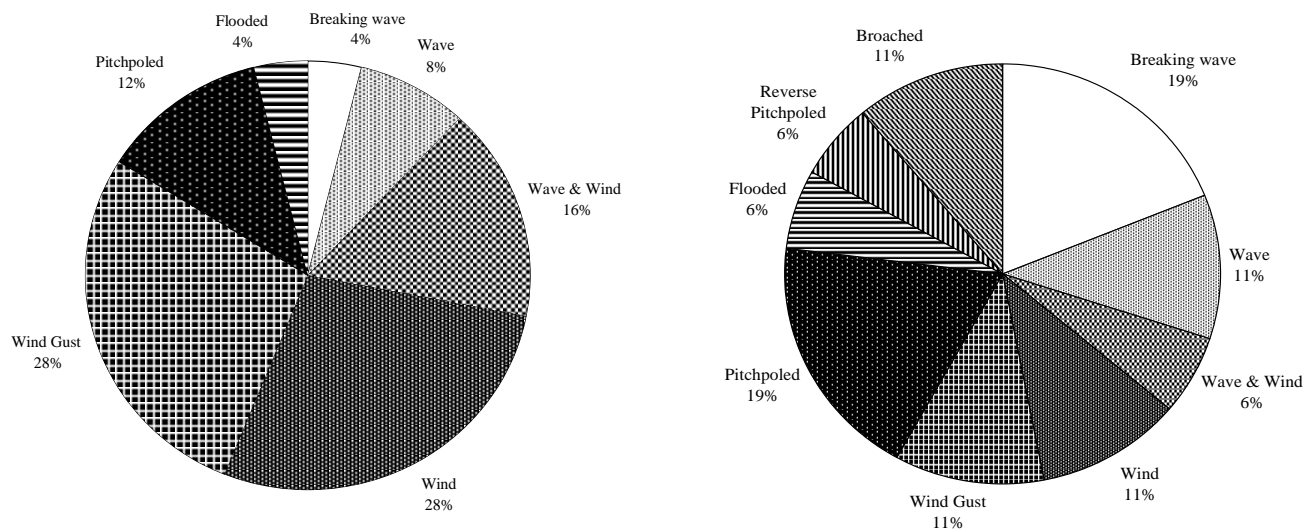 Flooded
4%
Breaking wave
4%
Wave
8%
Pitchpoled
12%
Wave & Wind
16%
Wind Gust
28%
Wind
28%
Broached
11%
Breaking wave
19%
Reverse
Pitchpoled
6%
Flooded
6%
Wave
11%
Pitchpoled
19%
Wave & Wind
6%
Wind
11%
Wind Gust
11%